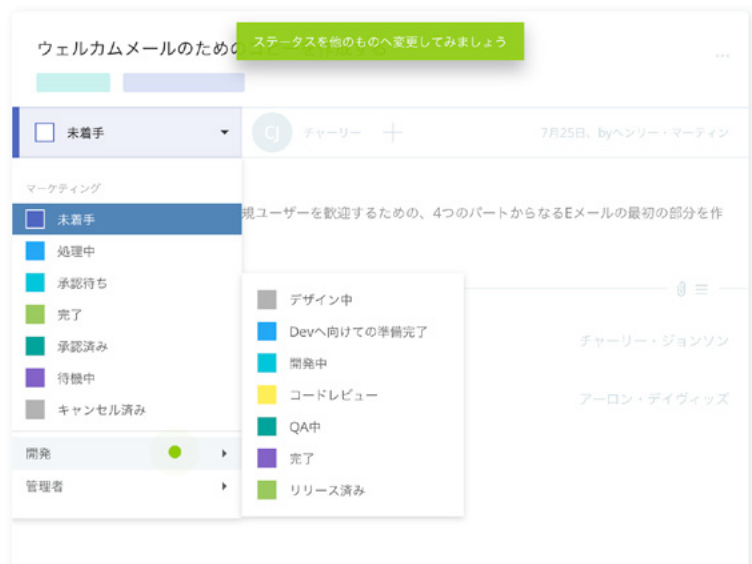 ステータスを他のものへ変更してみましょう
ウェルカムメールのための
...
未着手
CJ
チャーリー
7月25日、byヘンリー・マーティン
マーケティング
未着手
規ユーザーを歓迎するための、4つのパートからなるEメールの最初の部分を作
処理中
承認待ち
完了
承認済み
待機中
キャンセル済み
デザイン中
Devへ向けての準備完了
開発中
コードレビュー
QA中
完了
リリース済み
チャーリー・ジョンソン
アーロン・デイヴィッズ
開発
管理者